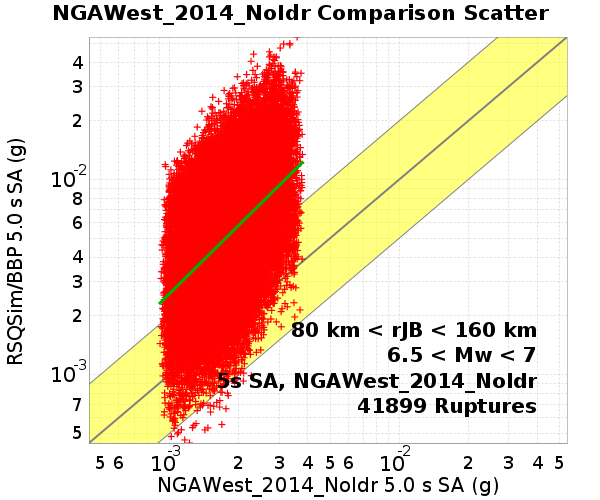 NGAWest_2014_NoIdr Comparison Scatter
RSQSim/BBP 5.0 s SA (g)
4
3
2
10-2
8
6
4
3
2
10-3
7
5
80 km < rJB < 160 km
6.5 < Mw < 7
5s SA, NGAWest_2014_NoIdr
41899 Ruptures
5 6 10-3 2 3 4 5 6 10-2 2 3 4 5
NGAWest_2014_NoIdr 5.0 s SA (g)